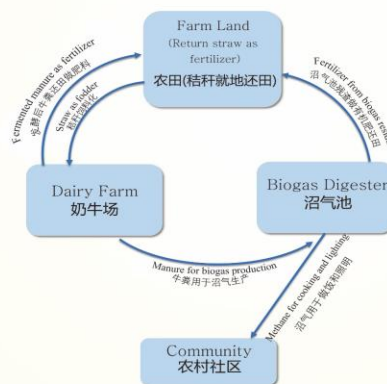 Farm Land
(Return straw as
fertilizer)
农田(秸秆就地还田)
Fermented manure as fertilizer
发酵后牛粪还田做肥料
Straw as fodder
秸秆饲料化
Fertilizer from biogas
沼气池残渣做有机肥还田
Dairy Farm
奶牛场
Biogas Digester
沼气池
Manure for biogas production
牛粪用于沼气生产
Methane for cooking and lighting
沼气用于做饭和照明
Community
农村社区